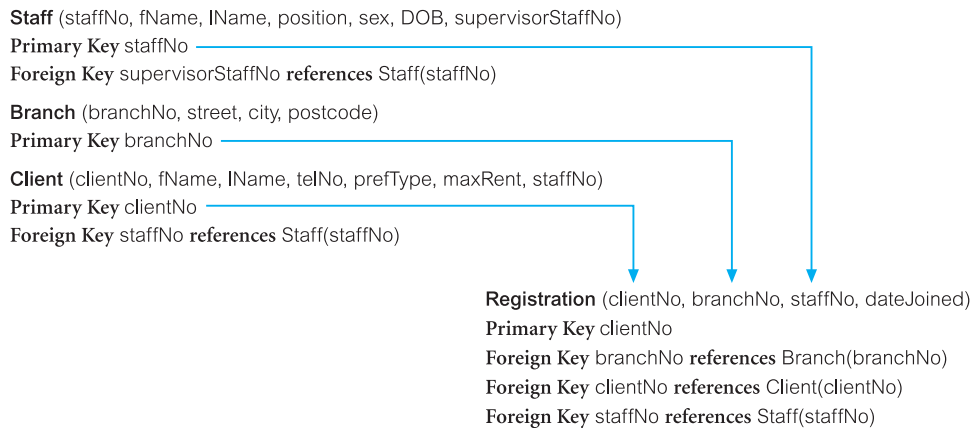 Staff (staffNo, fName, lName, position, sex, DOB, supervisorStaffNo)
Primary Key staffNo
Foreign Key supervisorStaffNo references Staff(staffNo)
Branch (branchNo, street, city, postcode)
Primary Key branchNo
Client (clientNo, fName, lName, telNo, prefType, maxRent, staffNo)
Primary Key clientNo
Foreign Key staffNo references Staff(staffNo)
Registration (clientNo, branchNo, staffNo, dateJoined)
Primary Key clientNo
Foreign Key branchNo references Branch(branchNo)
Foreign Key clientNo references Client(clientNo)
Foreign Key staffNo references Staff(staffNo)